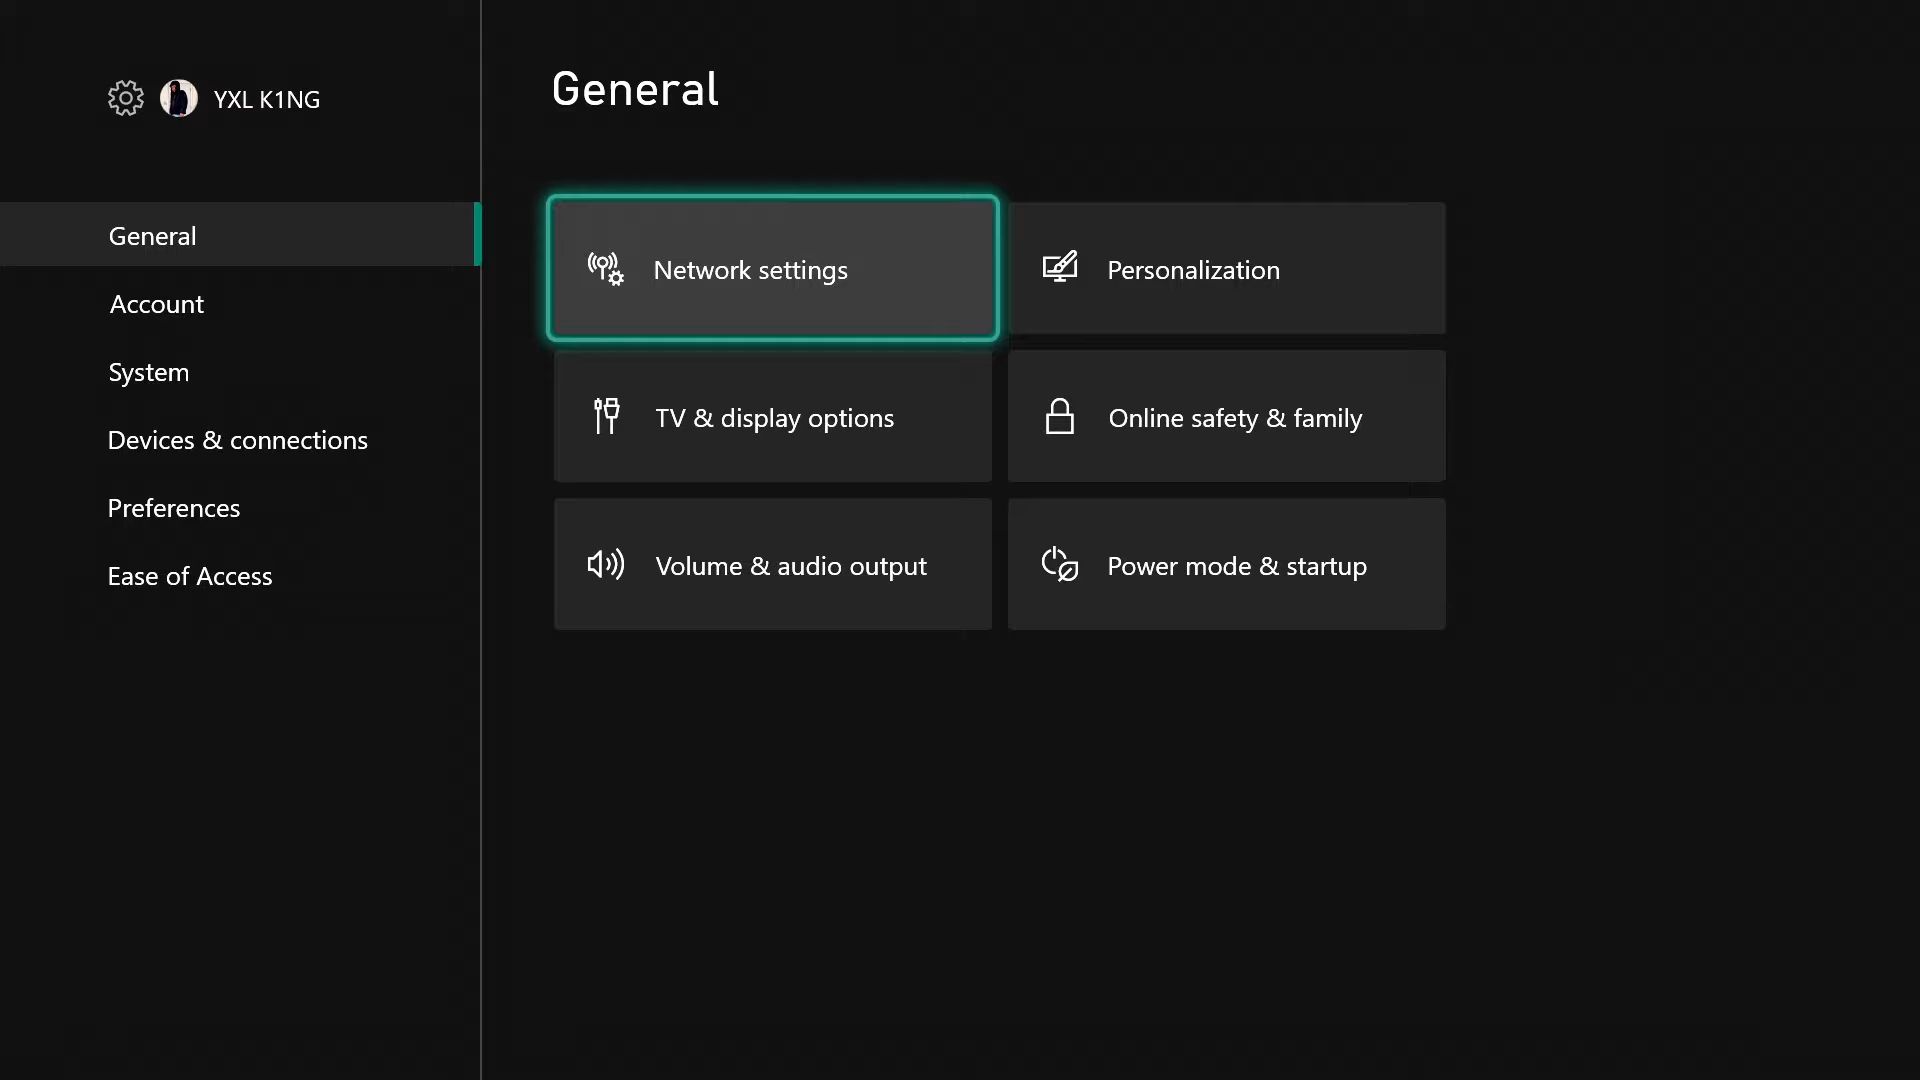 YXL K1NG
General
Account
System
Devices & connections
Preferences
Ease of Access
General
Network settings
Personalization
TV & display options
Online safety & family
Volume & audio output
Power mode & startup